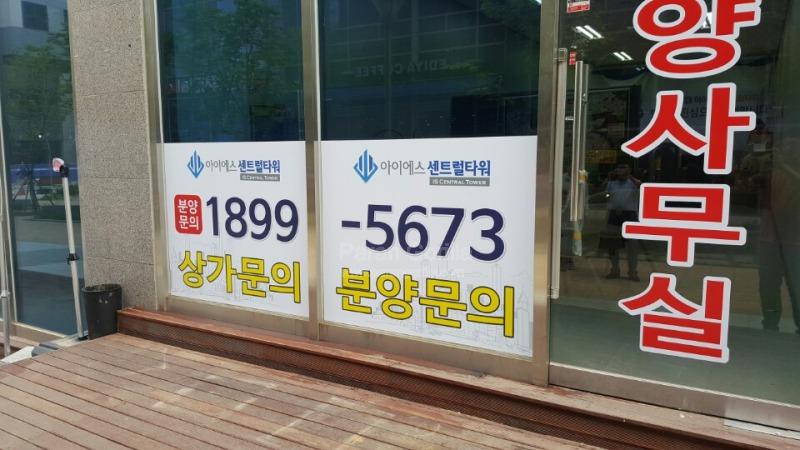 아이에스 센트럴타워
IS CENTRAL TOWER
분양
문의
1899
상가문의
아이에스 센트럴타워
IS CENTRAL TOWER
-5673
분양문의
양사무실
EDIYA COFFEE